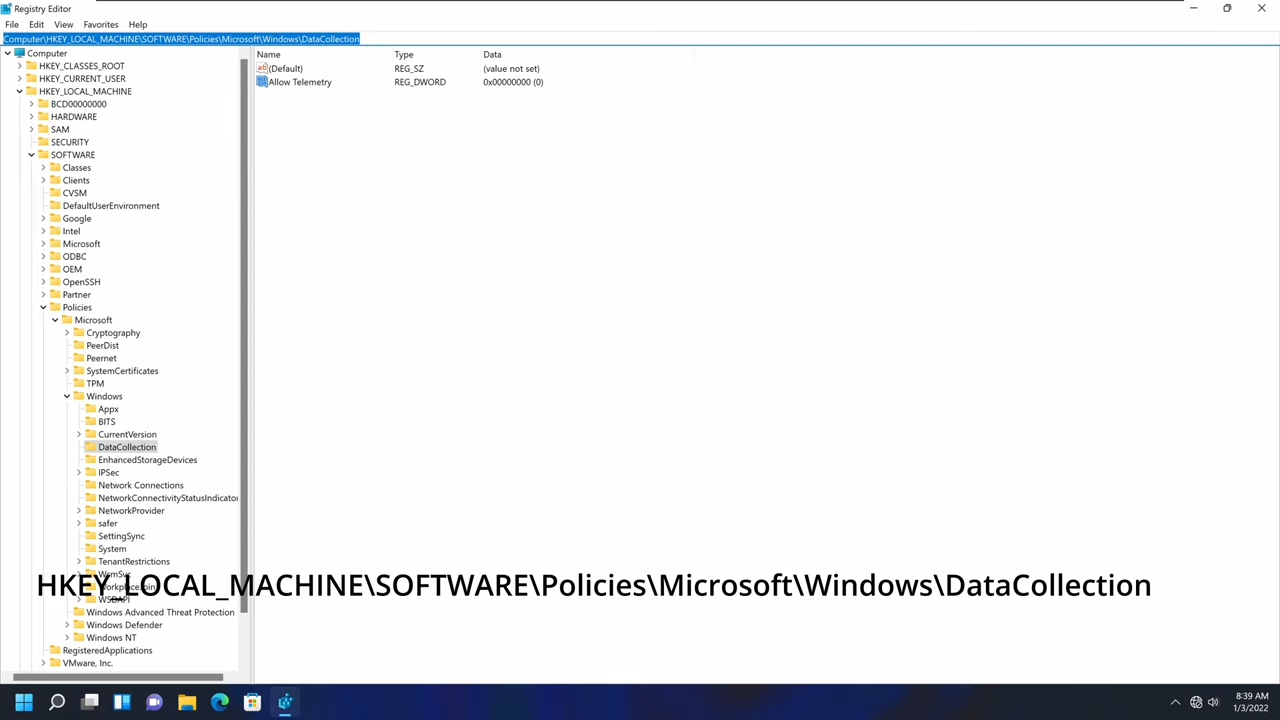 Registry Editor
File Edit View Favorites Help
Computer\HKEY_LOCAL_MACHINE\SOFTWARE\Policies\Microsoft\Windows\DataCollection
Computer
HKEY_CLASSES_ROOT
HKEY_CURRENT_USER
HKEY_LOCAL_MACHINE
BCD00000000
HARDWARE
SAM
SECURITY
SOFTWARE
Classes
Clients
CVSM
DefaultUserEnvironment
Google
Intel
Microsoft
ODBC
OEM
OpenSSH
Partner
Policies
Microsoft
Cryptography
PeerDist
Peernet
SystemCertificates
TPM
Windows
Appx
BITS
CurrentVersion
DataCollection
EnhancedStorageDevices
IPSec
Network Connections
NetworkConnectivityStatusIndicator
NetworkProvider
safer
SettingSync
System
TenantRestrictions
WcmSvc
WorkplaceJoin
WSDAPI
Windows Advanced Threat Protection
Windows Defender
Windows NT
RegisteredApplications
VMware, Inc.
Name Type Data
(Default) REG_SZ (value not set)
Allow Telemetry REG_DWORD 0x00000000 (0)
HKEY_LOCAL_MACHINE\SOFTWARE\Policies\Microsoft\Windows\DataCollection
8:39 AM
1/3/2022